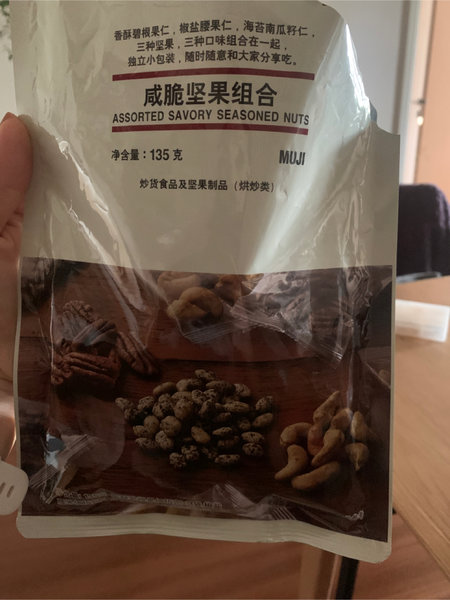 香酥碧根果仁，椒盐腰果仁，海苔南瓜籽仁，
三种坚果，三种口味组合在一起，
独立小包装，随时随意和大家分享吃。
咸脆坚果组合
ASSORTED SAVORY SEASONED NUTS
净含量：135 克
MUJI
炒货食品及坚果制品（烘炒类）